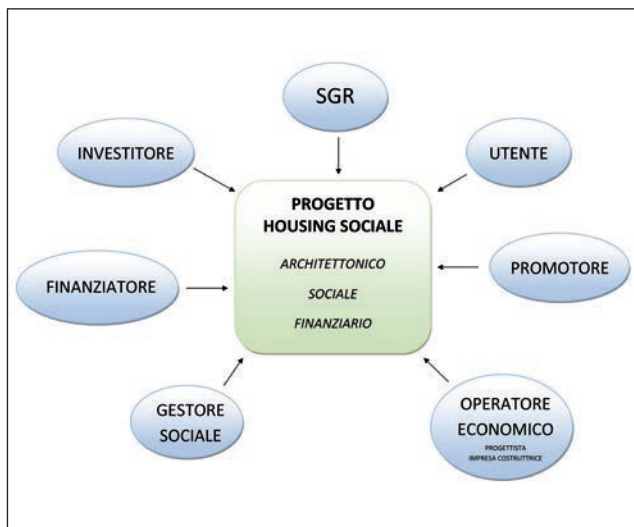 SGR
INVESTITORE
UTENTE
PROGETTO
HOUSING SOCIALE
ARCHITETTONICO
SOCIALE
FINANZIARIO
FINANZIATORE
PROMOTORE
GESTORE
SOCIALE
OPERATORE
ECONOMICO
PROGETTISTA
IMPRESA COSTRUTTRICE